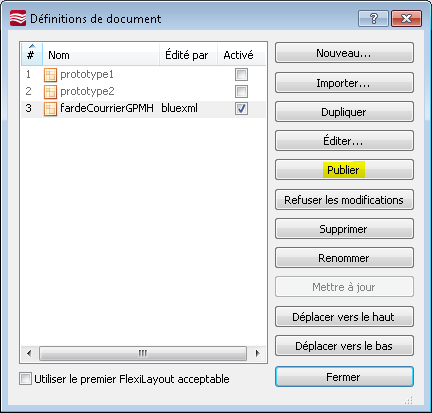 Définitions de document
# Nom Édité par Activé
1 prototype1
2 prototype2
3 fardeCourrierGPMH bluexml
Nouveau...
Importer...
Dupliquer
Éditer...
Publier
Refuser les modifications
Supprimer
Renommer
Mettre à jour
Déplacer vers le haut
Déplacer vers le bas
Utiliser le premier FlexiLayout acceptable
Fermer